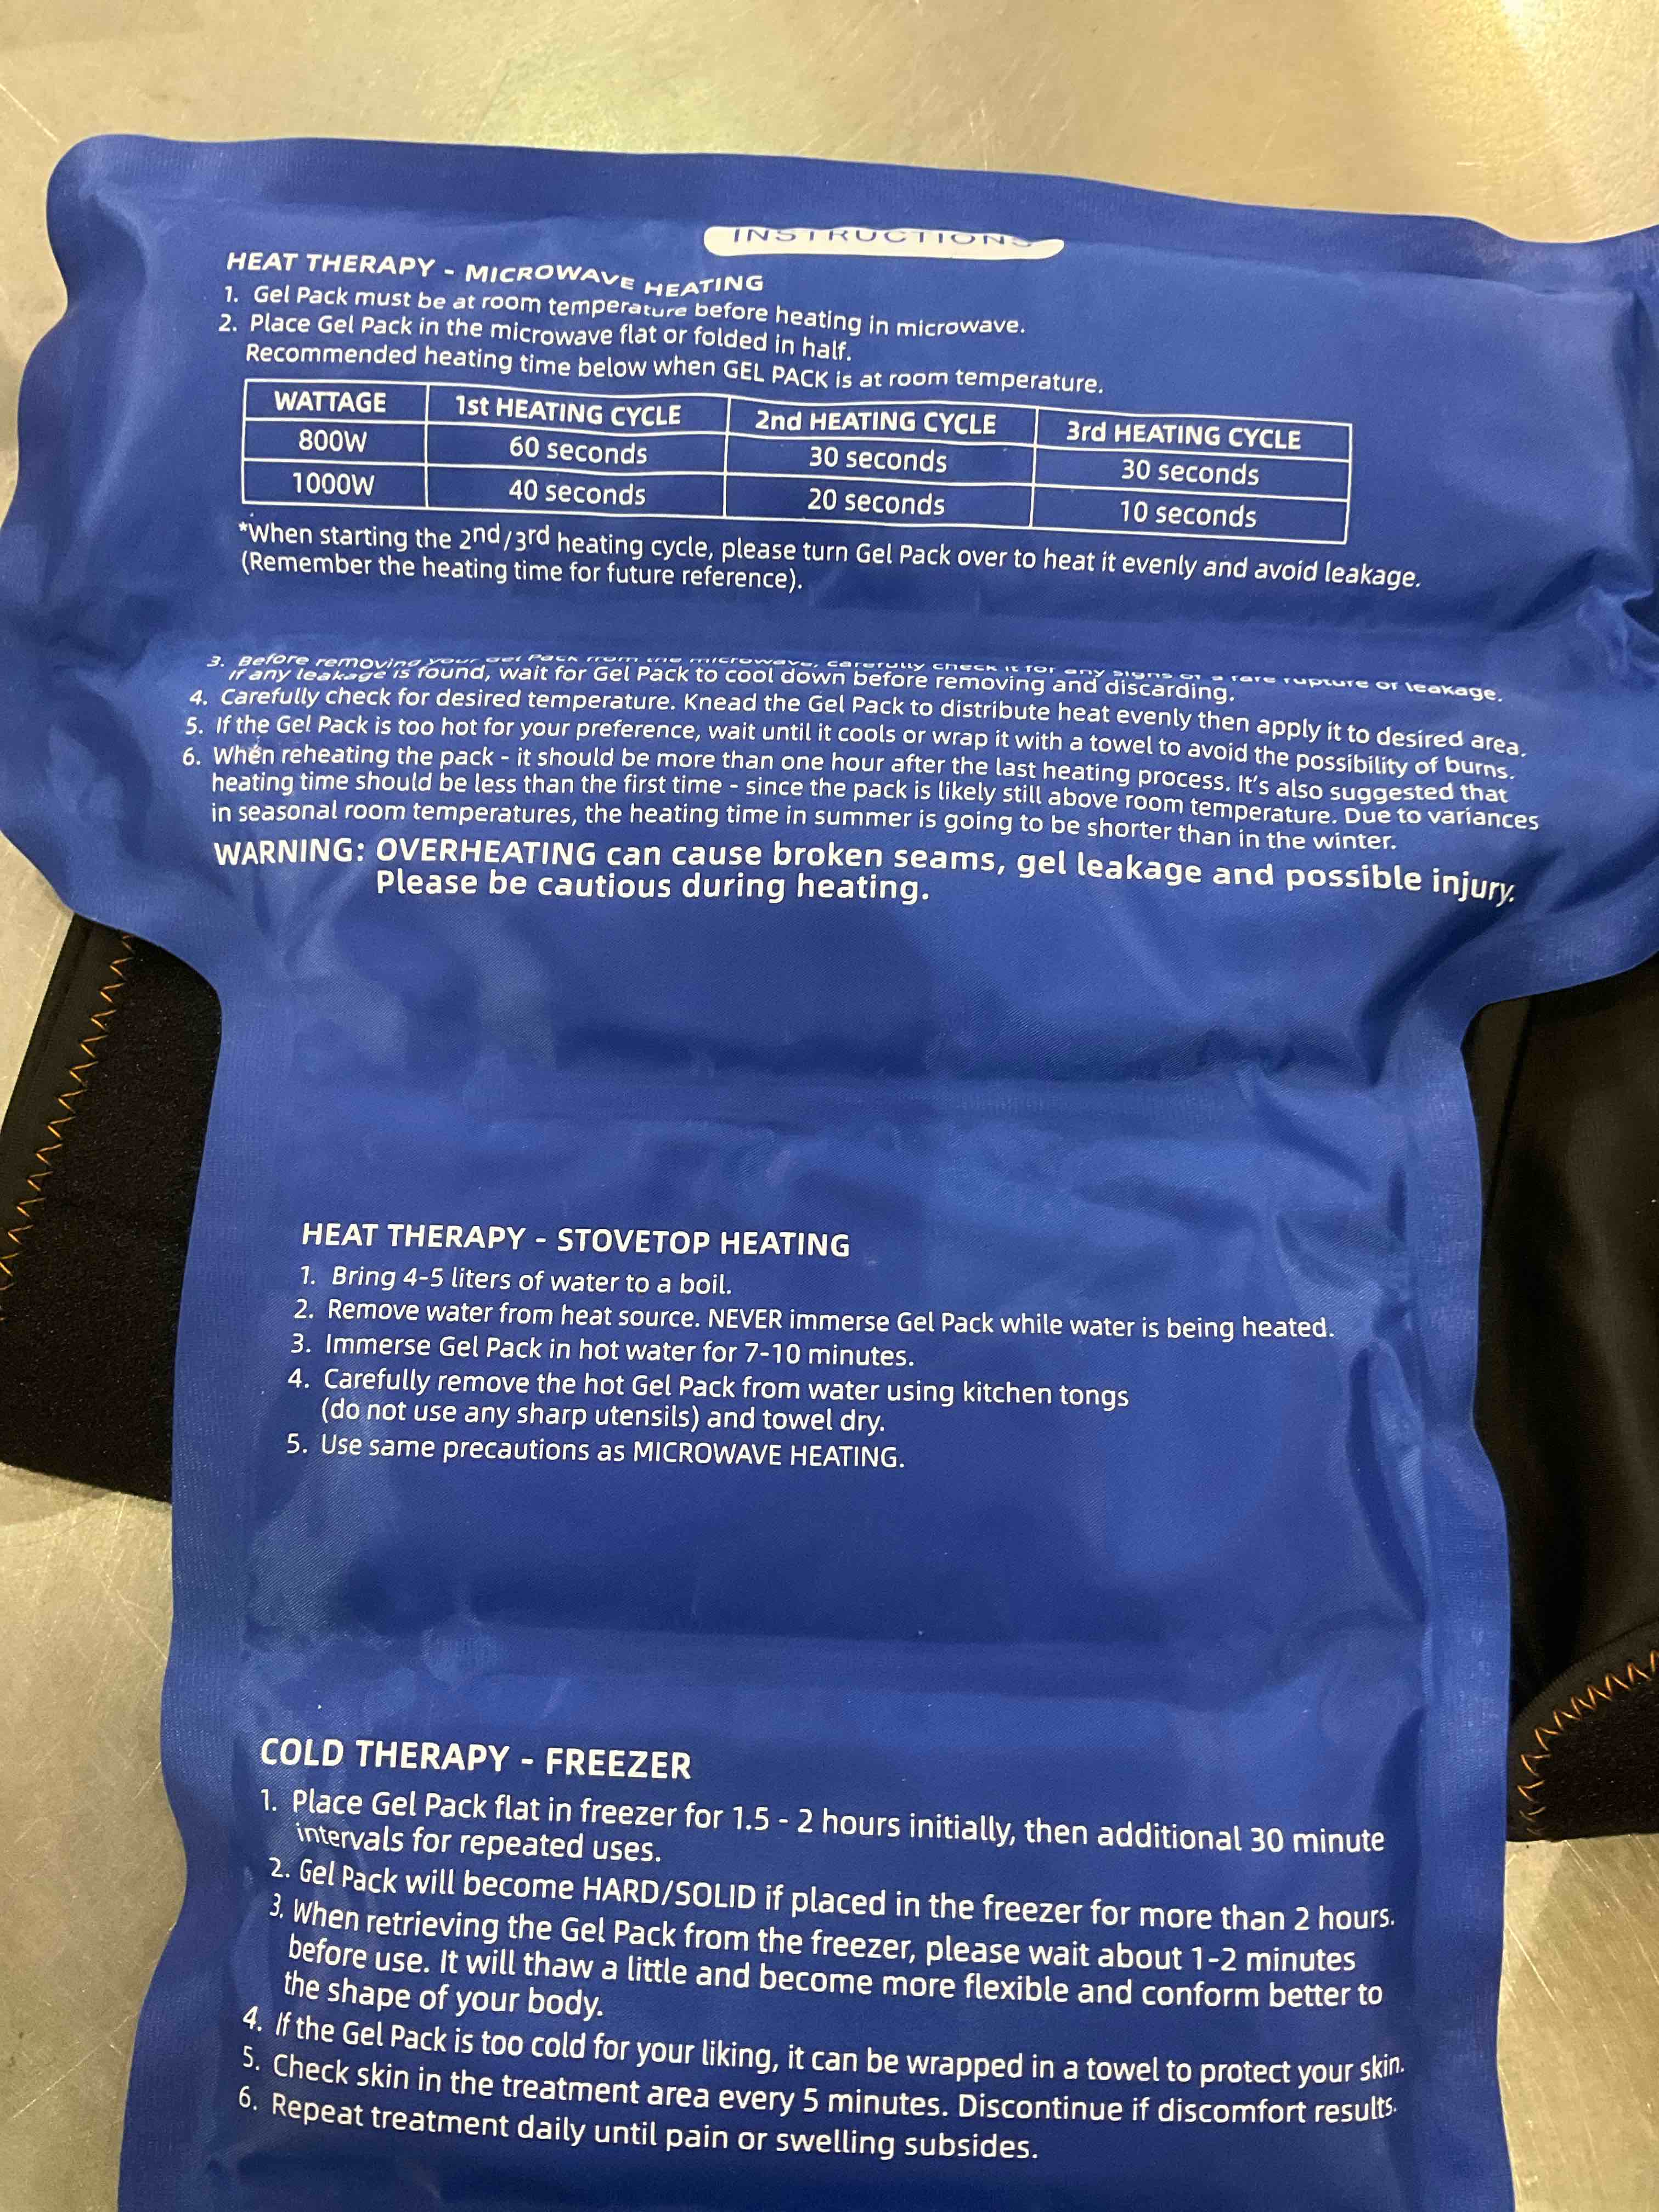 INSTRUCTIONS
HEAT THERAPY - MICROWAVE HEATING
1. Gel Pack must be at room temperature before heating in microwave.
2. Place Gel Pack in the microwave flat or folded in half.
Recommended heating time below when GEL PACK is at room temperature.
WATTAGE 1st HEATING CYCLE 2nd HEATING CYCLE 3rd HEATING CYCLE
800W 60 seconds 30 seconds 30 seconds
1000W 40 seconds 20 seconds 10 seconds
*When starting the 2nd/3rd heating cycle, please turn Gel Pack over to heat it evenly and avoid leakage.
(Remember the heating time for future reference).
3. Before removing your Gel Pack from the microwave, carefully check it for any signs of a rare rupture or leakage.
If any leakage is found, wait for Gel Pack to cool down before removing and discarding.
4. Carefully check for desired temperature. Knead the Gel Pack to distribute heat evenly then apply it to desired area.
5. If the Gel Pack is too hot for your preference, wait until it cools or wrap it with a towel to avoid the possibility of burns.
6. When reheating the pack - it should be more than one hour after the last heating process. It's also suggested that
heating time should be less than the first time - since the pack is likely still above room temperature. Due to variances
in seasonal room temperatures, the heating time in summer is going to be shorter than in the winter.
WARNING: OVERHEATING can cause broken seams, gel leakage and possible injury.
Please be cautious during heating.
HEAT THERAPY - STOVETOP HEATING
1. Bring 4-5 liters of water to a boil.
2. Remove water from heat source. NEVER immerse Gel Pack while water is being heated.
3. Immerse Gel Pack in hot water for 7-10 minutes.
4. Carefully remove the hot Gel Pack from water using kitchen tongs
(do not use any sharp utensils) and towel dry.
5. Use same precautions as MICROWAVE HEATING.
COLD THERAPY - FREEZER
1. Place Gel Pack flat in freezer for 1.5 - 2 hours initially, then additional 30 minute
intervals for repeated uses.
2. Gel Pack will become HARD/SOLID if placed in the freezer for more than 2 hours.
3. When retrieving the Gel Pack from the freezer, please wait about 1-2 minutes
before use. It will thaw a little and become more flexible and conform better to
the shape of your body.
4. If the Gel Pack is too cold for your liking, it can be wrapped in a towel to protect your skin.
5. Check skin in the treatment area every 5 minutes. Discontinue if discomfort results.
6. Repeat treatment daily until pain or swelling subsides.